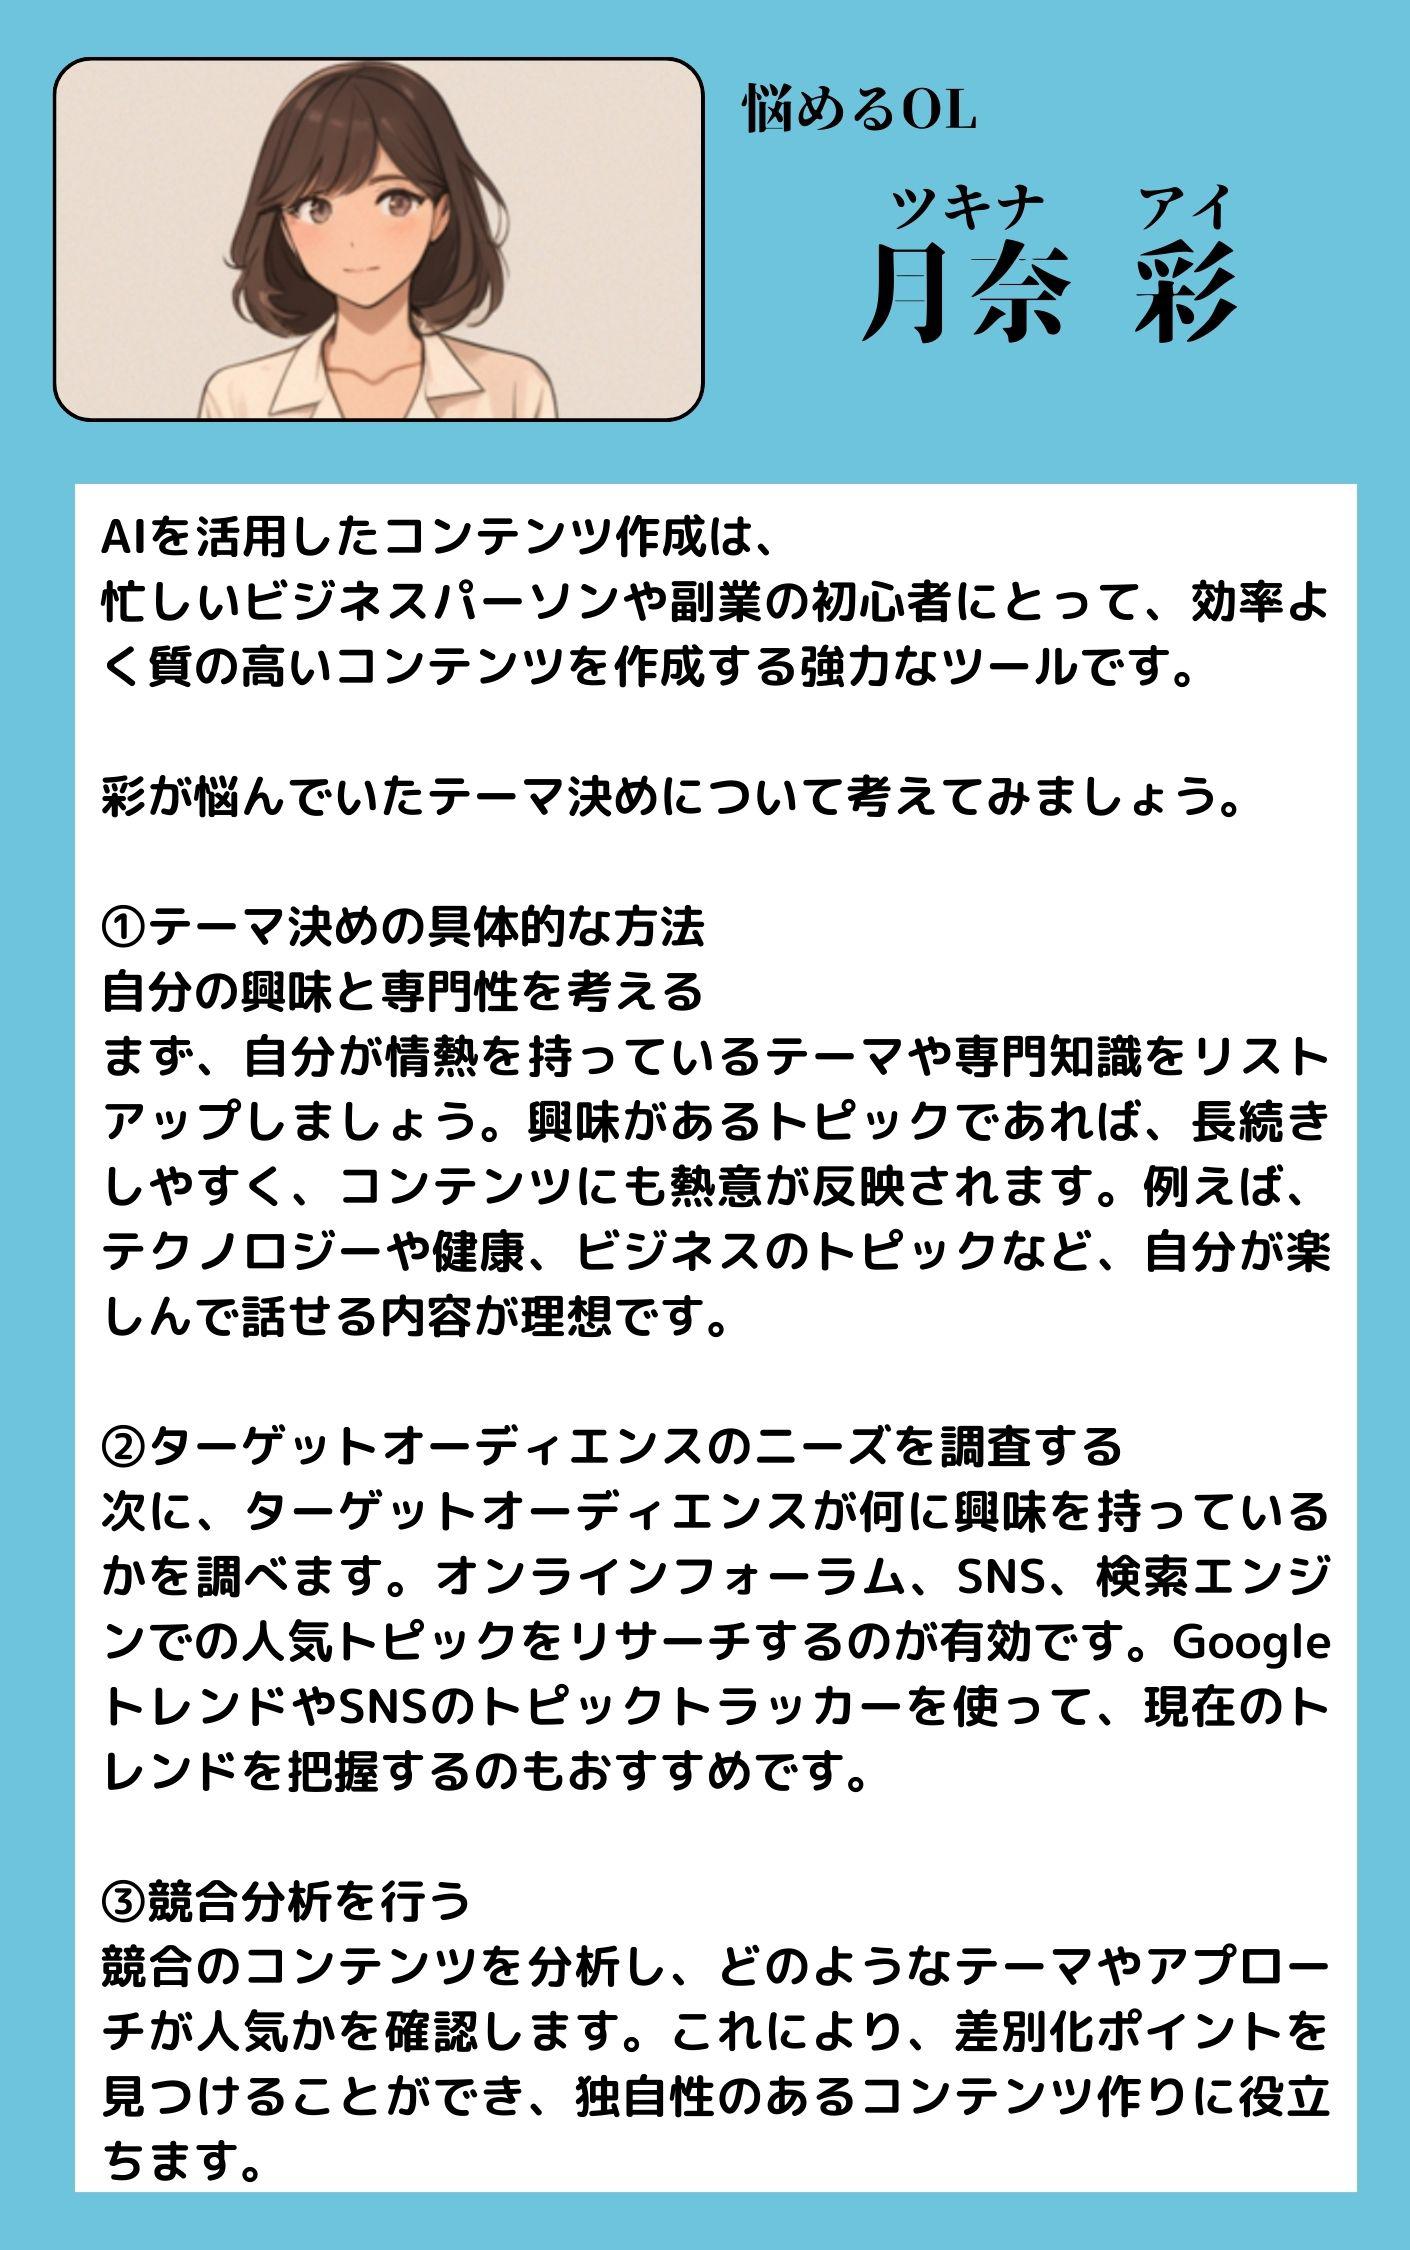 悩めるOL
ツキナ アイ
月奈 彩
AIを活用したコンテンツ作成は、
忙しいビジネスパーソンや副業の初心者にとって、効率よ
く質の高いコンテンツを作成する強力なツールです。
彩が悩んでいたテーマ決めについて考えてみましょう。
①テーマ決めの具体的な方法
自分の興味と専門性を考える
まず、自分が情熱を持っているテーマや専門知識をリスト
アップしましょう。興味があるトピックであれば、長続き
しやすく、コンテンツにも熱意が反映されます。例えば、
テクノロジーや健康、ビジネスのトピックなど、自分が楽
しんで話せる内容が理想です。
②ターゲットオーディエンスのニーズを調査する
次に、ターゲットオーディエンスが何に興味を持っている
かを調べます。オンラインフォーラム、SNS、検索エンジ
ンでの人気トピックをリサーチするのが有効です。Google
トレンドやSNSのトピックトラッカーを使って、現在のト
レンドを把握するのもおすすめです。
③競合分析を行う
競合のコンテンツを分析し、どのようなテーマやアプロー
チが人気かを確認します。これにより、差別化ポイントを
見つけることができ、独自性のあるコンテンツ作りに役立
ちます。